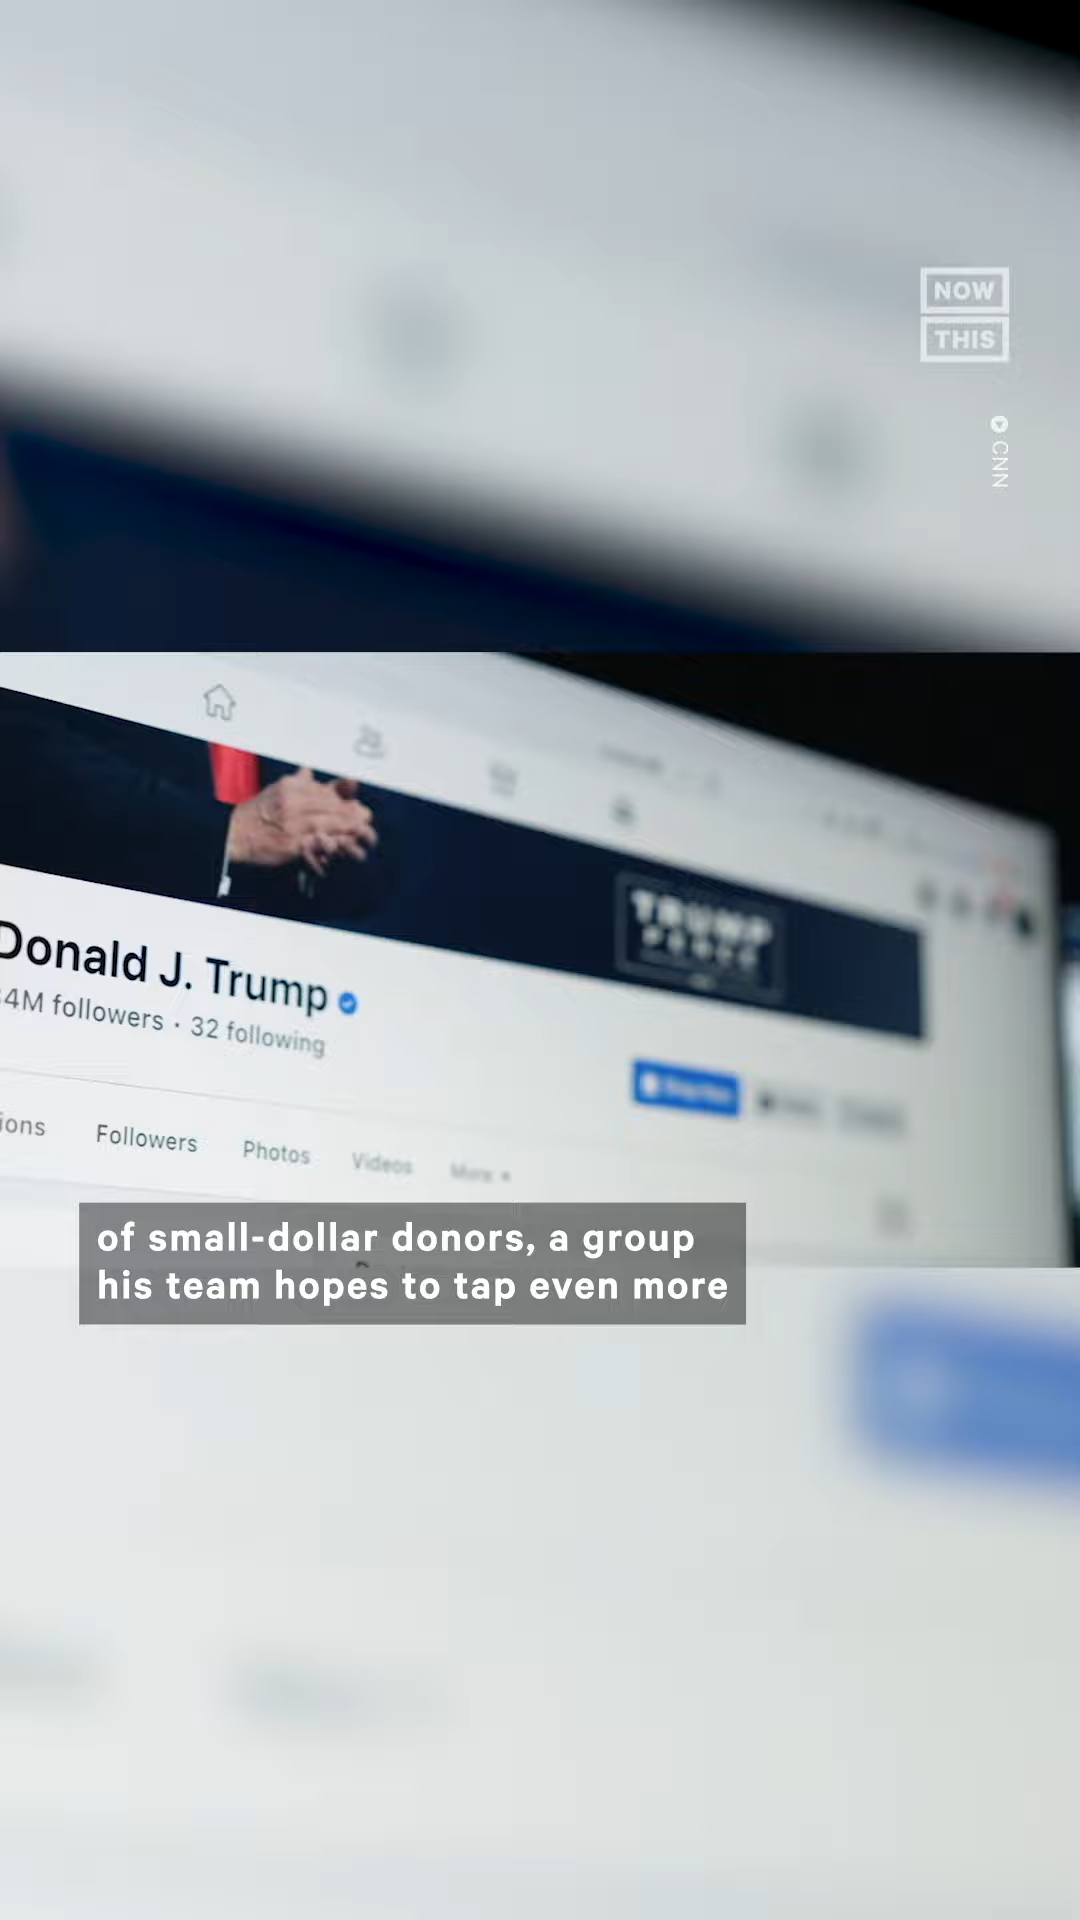 NOW
THIS
CNN
TRUMP
Donald J. Trump
4M followers · 32 following
ions
Followers
Photos
Videos
More
of small-dollar donors, a group
his team hopes to tap even more